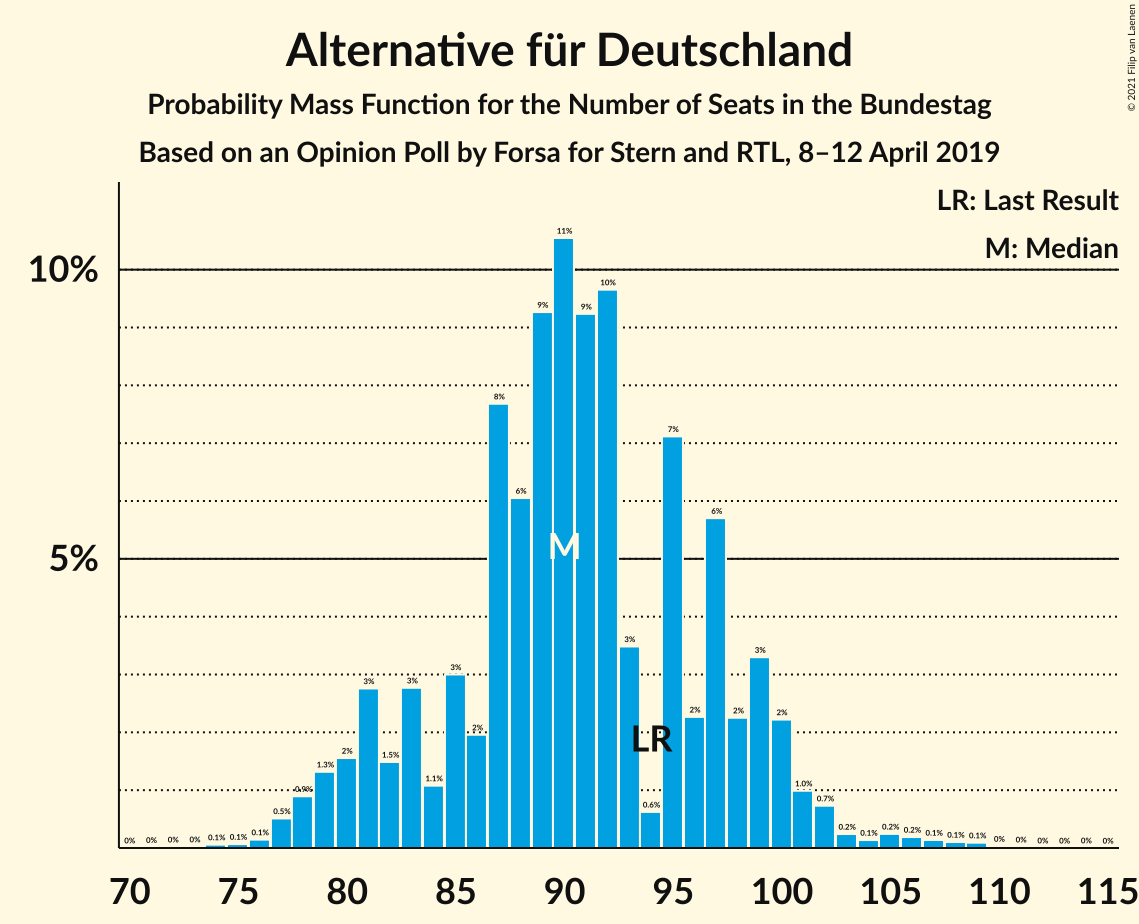 © 2021 Filip van Laenen
Alternative für Deutschland
Probability Mass Function for the Number of Seats in the Bundestag
Based on an Opinion Poll by Forsa for Stern and RTL, 8–12 April 2019
LR: Last Result
M: Median
10%
5%
0% 0% 0% 0% 0.1% 0.1% 0.1% 0.5% 0.9% 1.3% 2% 3% 1.5% 3% 1.1% 3% 2% 8% 6% 9% 11% 9% 10% 3% 0.6% 7% 2% 6% 2% 3% 2% 1.0% 0.7% 0.2% 0.1% 0.2% 0.2% 0.1% 0.1% 0.1% 0% 0% 0% 0% 0% 0%
M
LR
70 75 80 85 90 95 100 105 110 115